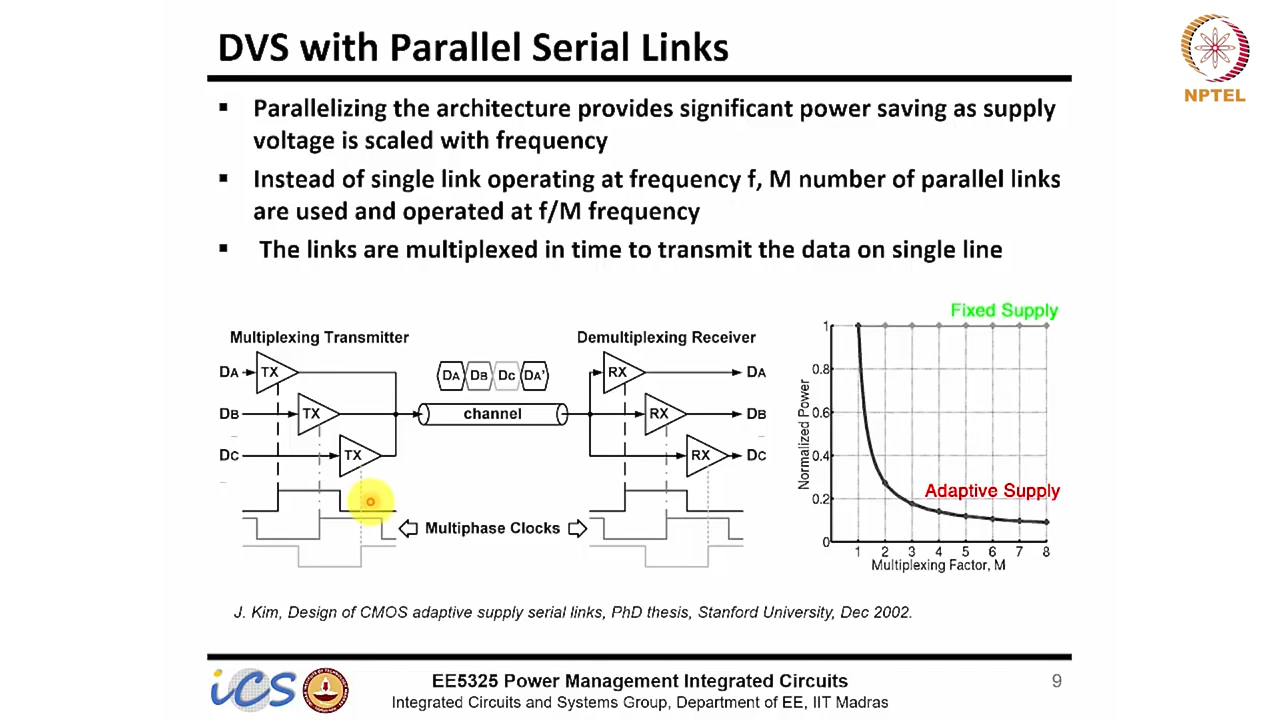 DVS with Parallel Serial Links
NPTEL
▪ Parallelizing the architecture provides significant power saving as supply
voltage is scaled with frequency
▪ Instead of single link operating at frequency f, M number of parallel links
are used and operated at f/M frequency
▪ The links are multiplexed in time to transmit the data on single line
Multiplexing Transmitter
DA TX
DB TX
DC TX
DA DB DC DA'
channel
Multiphase Clocks
Demultiplexing Receiver
RX DA
RX DB
RX DC
Fixed Supply
Adaptive Supply
Normalized Power
1
0.8
0.6
0.4
0.2
0
1 2 3 4 5 6 7 8
Multiplexing Factor, M
J. Kim, Design of CMOS adaptive supply serial links, PhD thesis, Stanford University, Dec 2002.
iCS
EE5325 Power Management Integrated Circuits
Integrated Circuits and Systems Group, Department of EE, IIT Madras
9